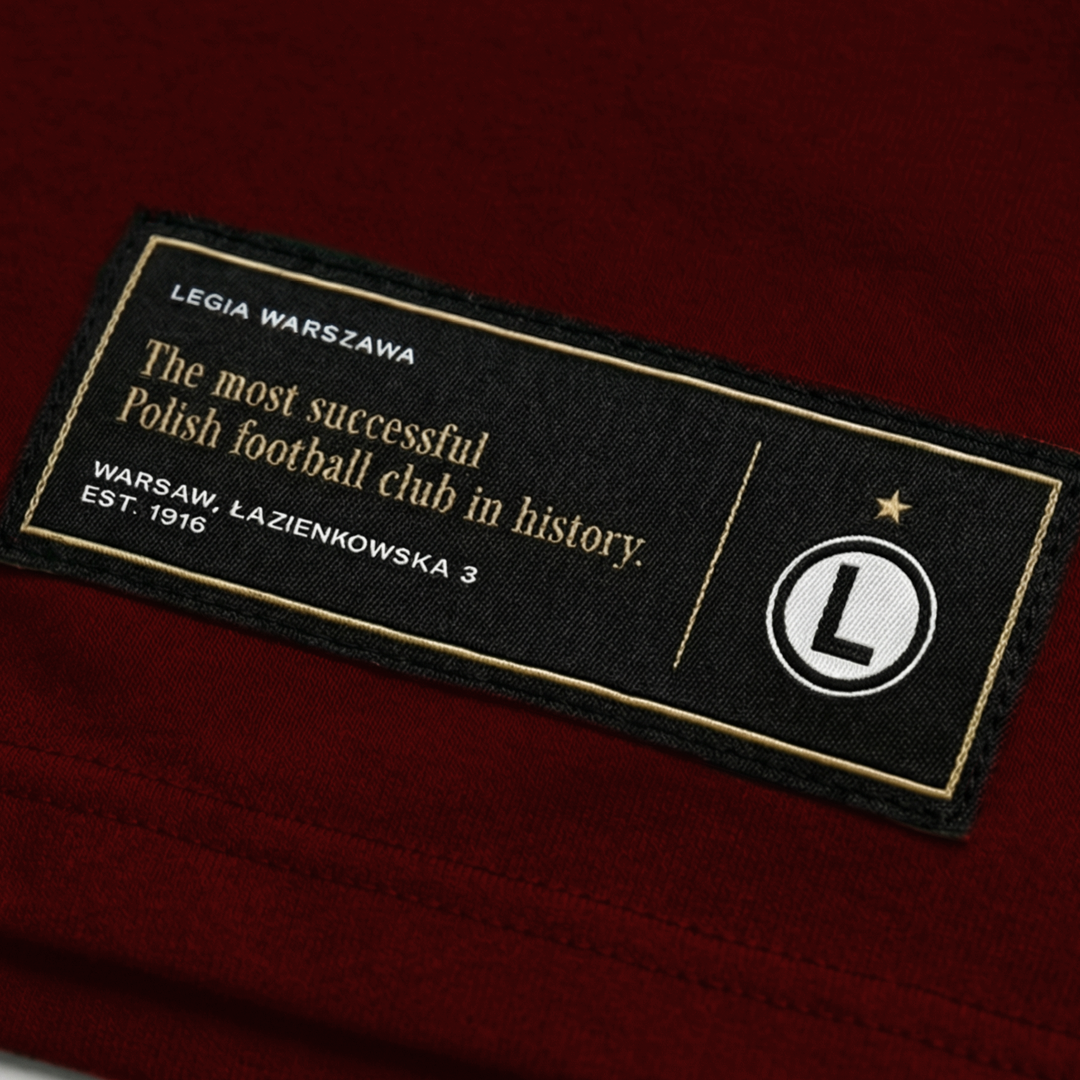 LEGIA WARSZAWA
The most successful
Polish football club in history.
WARSAW, ŁAZIENKOWSKA 3
EST. 1916
L